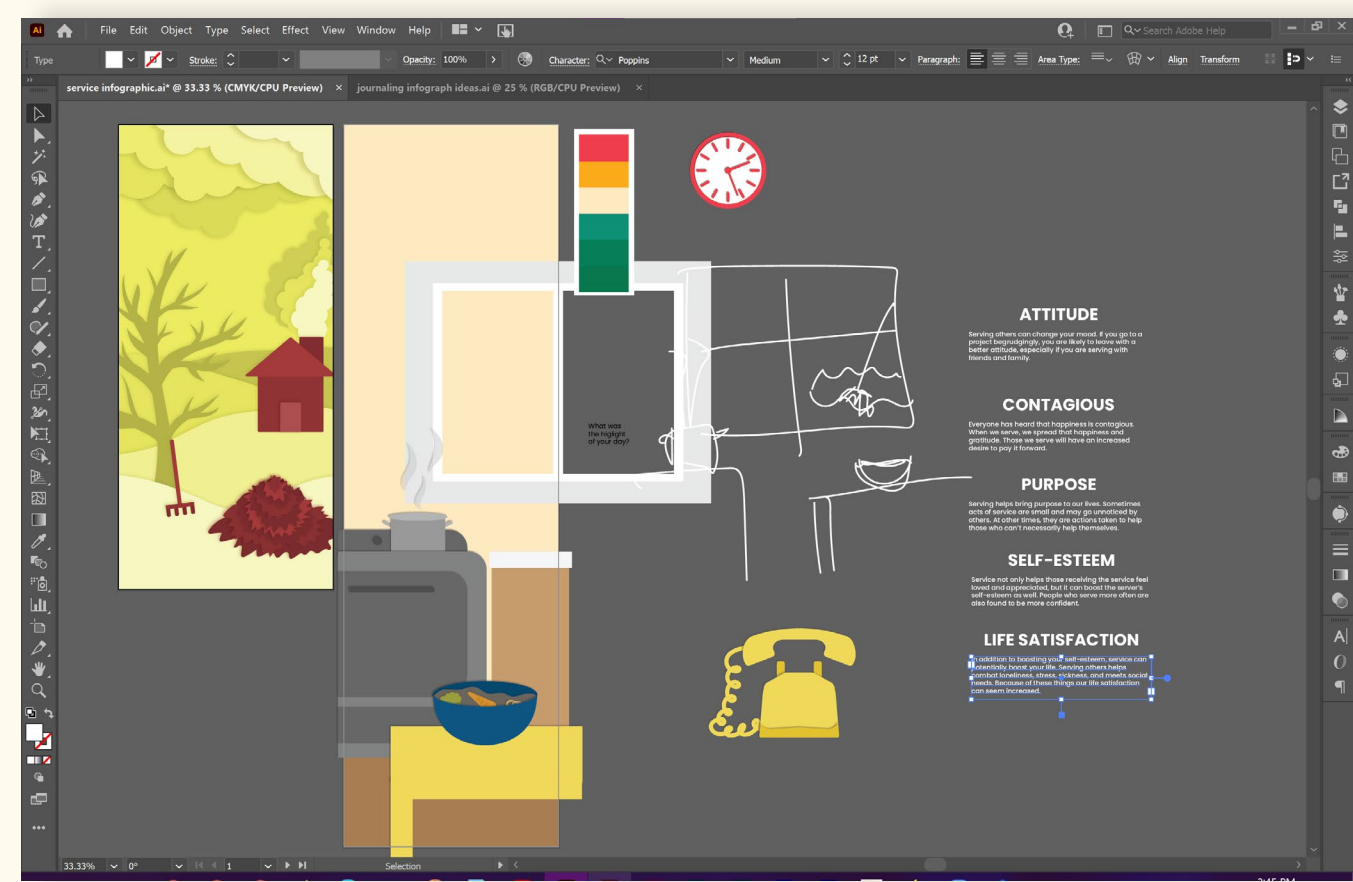 Ai File Edit Object Type Select Effect View Window Help Search Adobe Help
Type Stroke: Opacity: 100% Character: Poppins Medium 12 pt Paragraph: Area Type: Align Transform
service infographic.ai* @ 33.33 % (CMYK/CPU Preview) × journaling infograph ideas.ai @ 25 % (RGB/CPU Preview) ×
What was
the higlight
of your day?
ATTITUDE
Serving others can change your mood. If you go to a
project begrudgingly, you are likely to leave with a
better attitude, especially if you are serving with
friends and family.
CONTAGIOUS
Everyone has heard that happiness is contagious.
When we serve, we spread that happiness and
gratitude. Those we serve will have an increased
desire to pay it forward.
PURPOSE
Serving helps bring purpose to our lives. Sometimes
acts of service are small and may go unnoticed by
others. At other times, they are actions taken to help
those who can't necessarily help themselves.
SELF-ESTEEM
Service not only helps those receiving the service feel
loved and appreciated, but it can boost the server's
self-esteem as well. People who serve more often are
also found to be more confident.
LIFE SATISFACTION
In addition to boosting your self-esteem, service can
potentially boost your life. Serving others helps
combat loneliness, stress, sickness, and meets social
needs. Because of these things our life satisfaction
can seem increased.
33.33% 0° 1 Selection